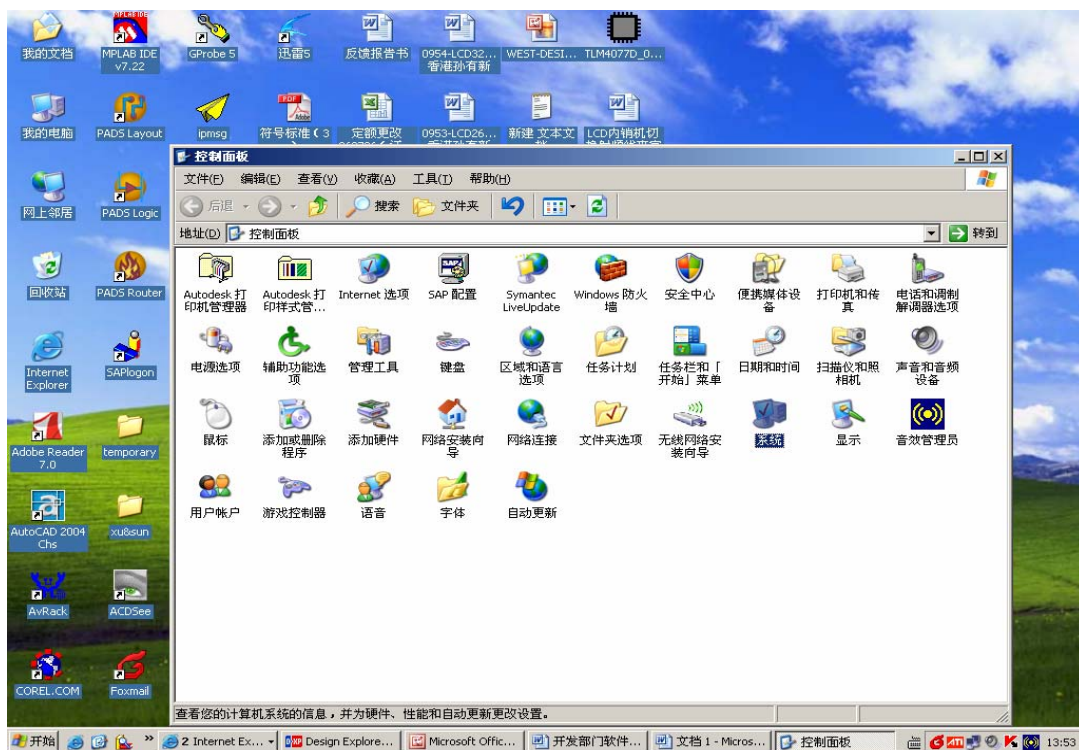 我的文档
MPLAB IDE
v7.22
GProbe 5
迅雷5
反馈报告书
0954-LCD32...
香港孙有新
WEST-DESI...
TLM4077D_0...
我的电脑
PADS Layout
ipmsg
符号标准(3
定额更改
0953-LCD26...
新建 文本文
LCD内销机切
网上邻居
PADS Logic
回收站
PADS Router
Internet
Explorer
SAPlogon
Adobe Reader
7.0
temporary
AutoCAD 2004
Chs
xu&sun
AvRack
ACDSee
COREL.COM
Foxmail
控制面板
文件(F) 编辑(E) 查看(V) 收藏(A) 工具(T) 帮助(H)
后退 搜索 文件夹
地址(D) 控制面板 转到
Autodesk 打
印机管理器
Autodesk 打
印样式管...
Internet 选项
SAP 配置
Symantec
LiveUpdate
Windows 防火
墙
安全中心
便携媒体设
备
打印机和传
真
电话和调制
解调器选项
电源选项
辅助功能选
项
管理工具
键盘
区域和语言
选项
任务计划
任务栏和「
开始」菜单
日期和时间
扫描仪和照
相机
声音和音频
设备
鼠标
添加或删除
程序
添加硬件
网络安装向
导
网络连接
文件夹选项
无线网络安
装向导
系统
显示
音效管理员
用户帐户
游戏控制器
语音
字体
自动更新
查看您的计算机系统的信息，并为硬件、性能和自动更新更改设置。
开始 » 2 Internet Ex... Design Explore... Microsoft Offic... 开发部门软件... 文档 1 - Micros... 控制面板 13:53